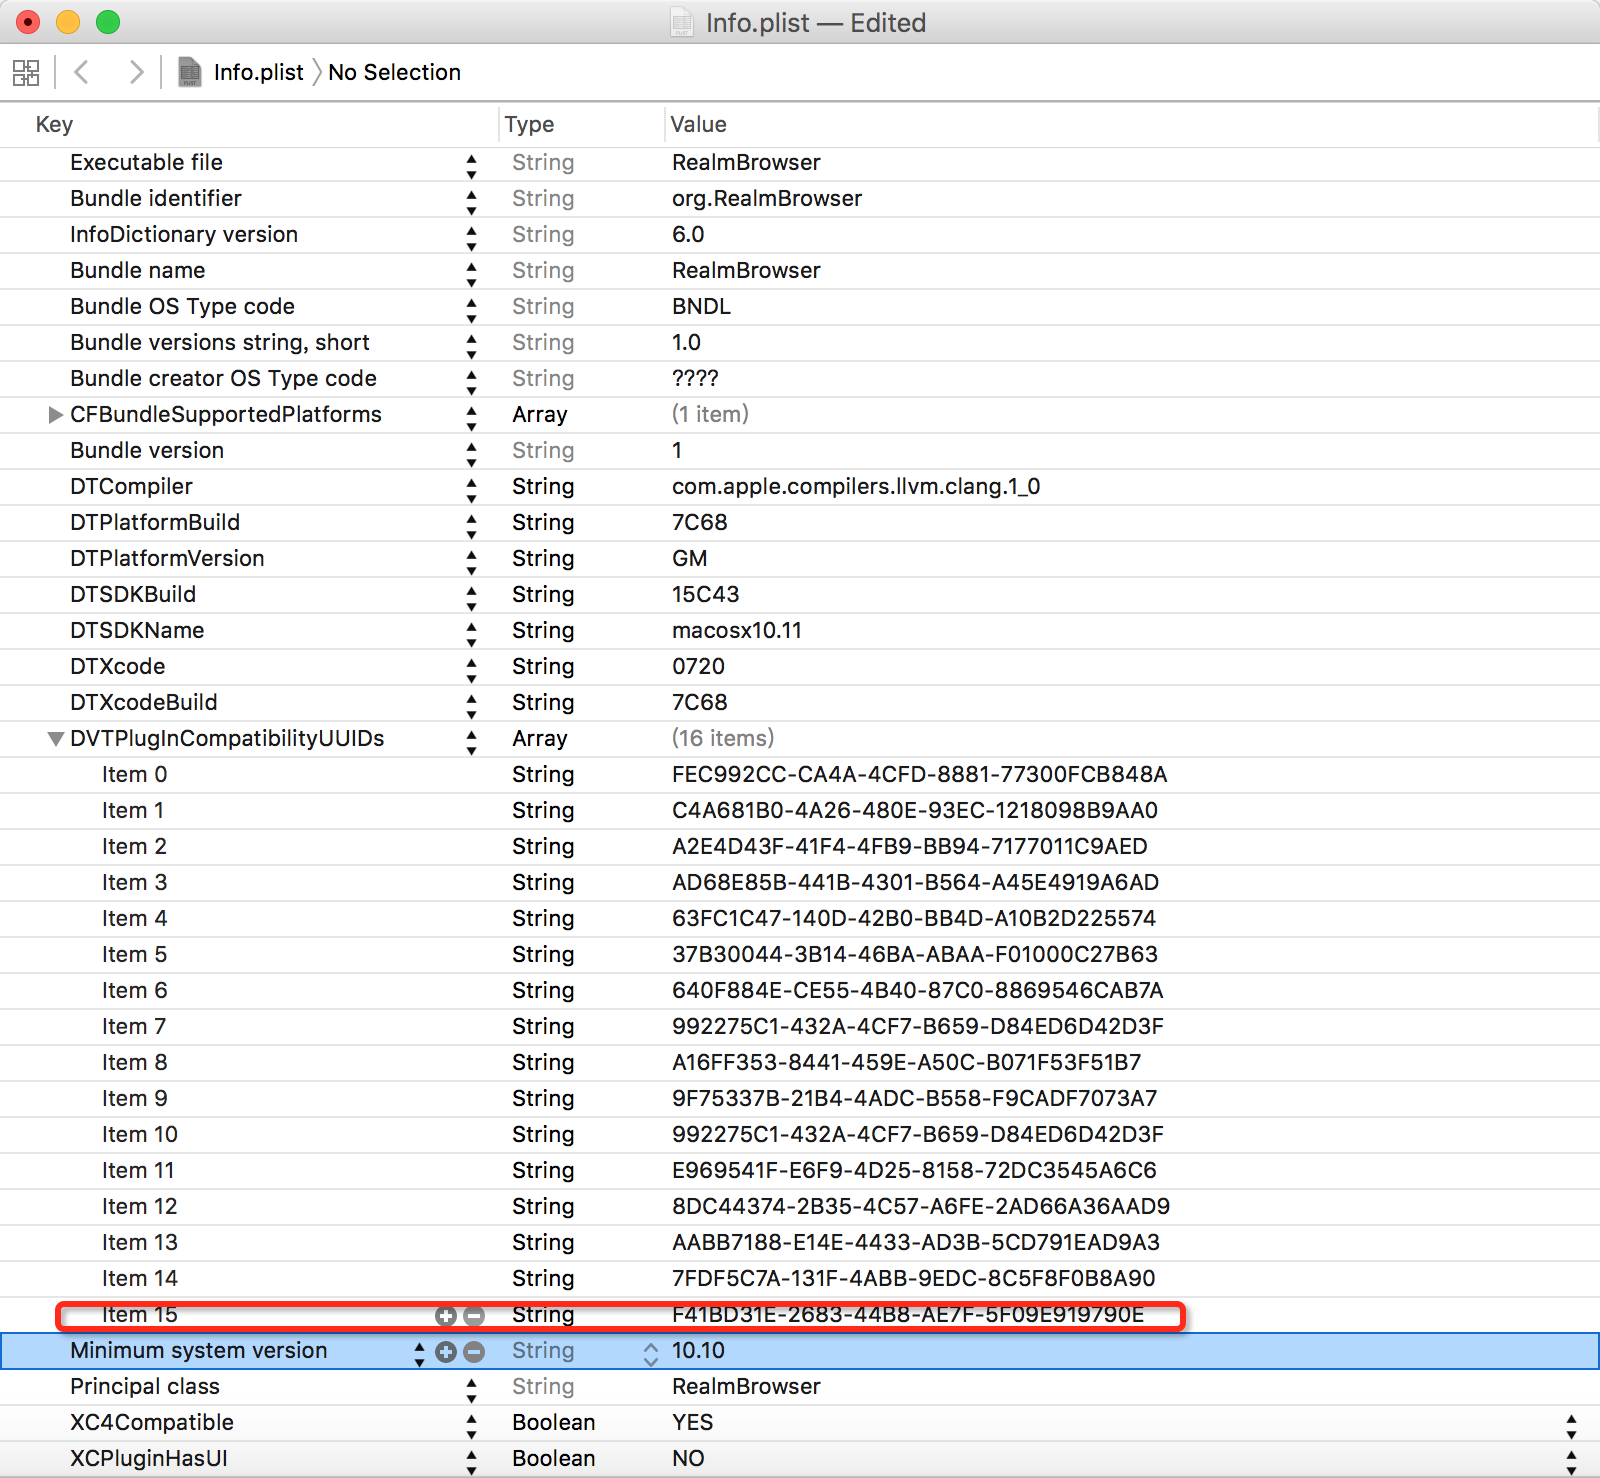 Info.plist — Edited
Info.plist No Selection
Key Type Value
Executable file String RealmBrowser
Bundle identifier String org.RealmBrowser
InfoDictionary version String 6.0
Bundle name String RealmBrowser
Bundle OS Type code String BNDL
Bundle versions string, short String 1.0
Bundle creator OS Type code String ????
CFBundleSupportedPlatforms Array (1 item)
Bundle version String 1
DTCompiler String com.apple.compilers.llvm.clang.1_0
DTPlatformBuild String 7C68
DTPlatformVersion String GM
DTSDKBuild String 15C43
DTSDKName String macosx10.11
DTXcode String 0720
DTXcodeBuild String 7C68
DVTPlugInCompatibilityUUIDs Array (16 items)
Item 0 String FEC992CC-CA4A-4CFD-8881-77300FCB848A
Item 1 String C4A681B0-4A26-480E-93EC-1218098B9AA0
Item 2 String A2E4D43F-41F4-4FB9-BB94-7177011C9AED
Item 3 String AD68E85B-441B-4301-B564-A45E4919A6AD
Item 4 String 63FC1C47-140D-42B0-BB4D-A10B2D225574
Item 5 String 37B30044-3B14-46BA-ABAA-F01000C27B63
Item 6 String 640F884E-CE55-4B40-87C0-8869546CAB7A
Item 7 String 992275C1-432A-4CF7-B659-D84ED6D42D3F
Item 8 String A16FF353-8441-459E-A50C-B071F53F51B7
Item 9 String 9F75337B-21B4-4ADC-B558-F9CADF7073A7
Item 10 String 992275C1-432A-4CF7-B659-D84ED6D42D3F
Item 11 String E969541F-E6F9-4D25-8158-72DC3545A6C6
Item 12 String 8DC44374-2B35-4C57-A6FE-2AD66A36AAD9
Item 13 String AABB7188-E14E-4433-AD3B-5CD791EAD9A3
Item 14 String 7FDF5C7A-131F-4ABB-9EDC-8C5F8F0B8A90
Item 15 String F41BD31E-2683-44B8-AE7F-5F09E919790E
Minimum system version String 10.10
Principal class String RealmBrowser
XC4Compatible Boolean YES
XCPluginHasUI Boolean NO